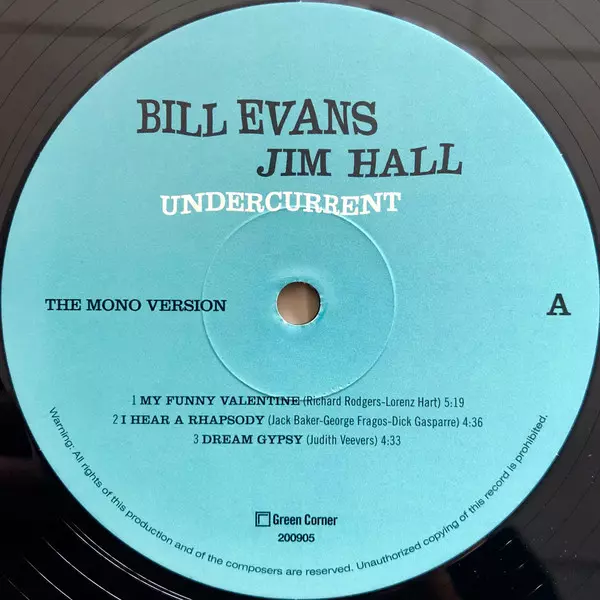 BILL EVANS
JIM HALL
UNDERCURRENT
THE MONO VERSION
A
1 MY FUNNY VALENTINE (Richard Rodgers-Lorenz Hart) 5:19
2 I HEAR A RHAPSODY (Jack Baker-George Fragos-Dick Gasparre) 4:36
3 DREAM GYPSY (Judith Veevers) 4:33
Green Corner
200905
Warning: All rights of this production and of the composers are reserved. Unauthorized copying of this record is prohibited.